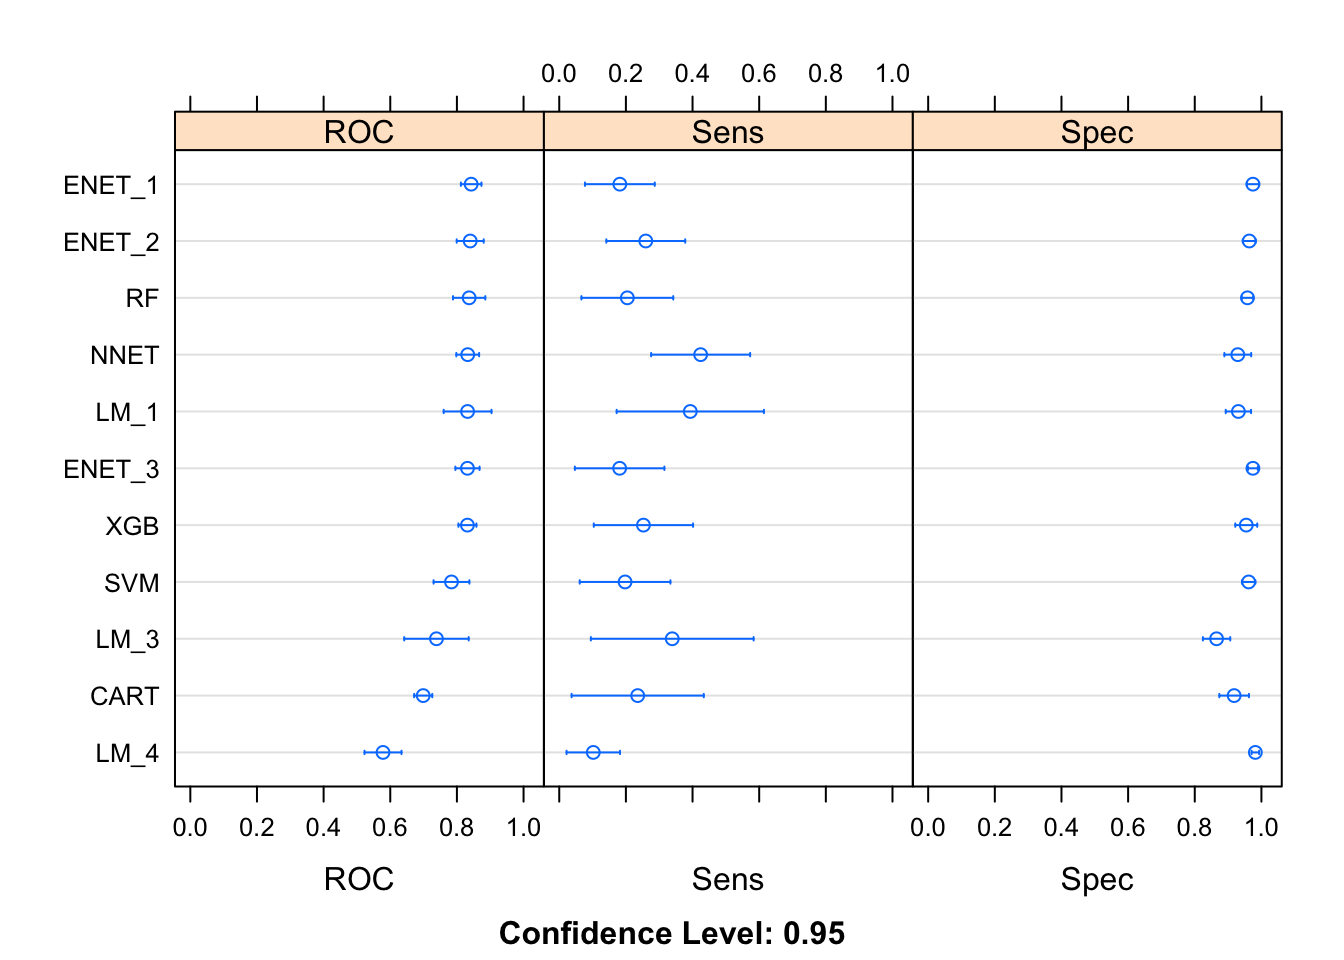 0.0 0.2 0.4 0.6 0.8 1.0
ROC Sens Spec
ENET_1
ENET_2
RF
NNET
LM_1
ENET_3
XGB
SVM
LM_3
CART
LM_4
0.0 0.2 0.4 0.6 0.8 1.0 0.0 0.2 0.4 0.6 0.8 1.0
ROC Sens Spec
Confidence Level: 0.95